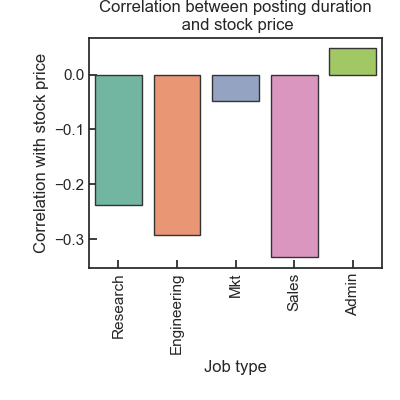 Correlation between posting duration
and stock price
Correlation with stock price
0.0
−0.1
−0.2
−0.3
Research
Engineering
Mkt
Sales
Admin
Job type